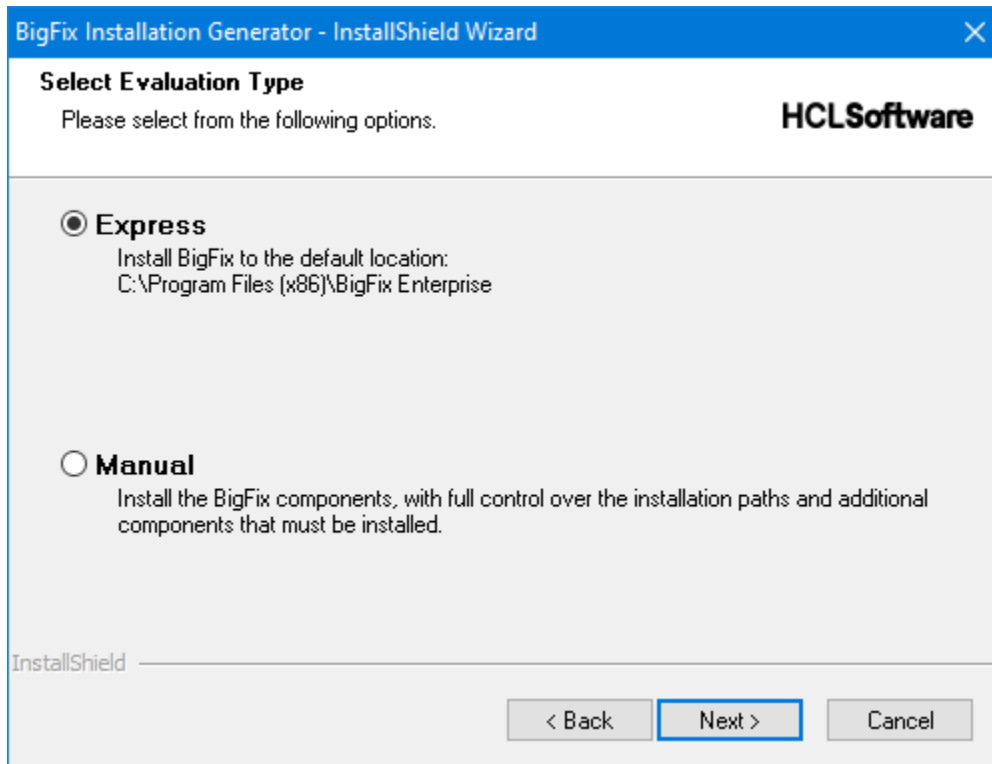 BigFix Installation Generator - InstallShield Wizard
Select Evaluation Type
Please select from the following options.
HCLSoftware
Express
Install BigFix to the default location:
C:\Program Files (x86)\BigFix Enterprise
Manual
Install the BigFix components, with full control over the installation paths and additional
components that must be installed.
InstallShield
< Back
Next >
Cancel